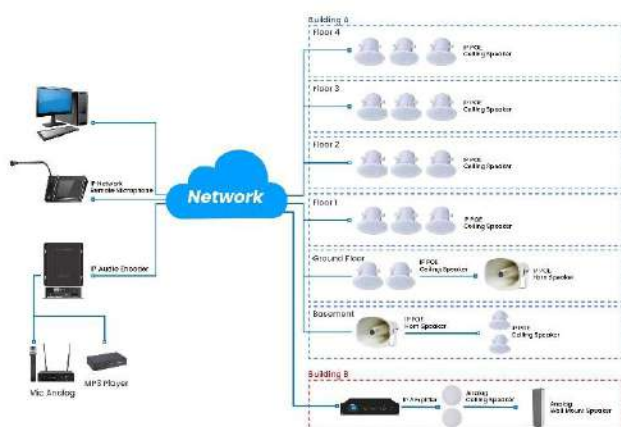 Building A
Floor 4
IP POE
Ceiling Speaker
Floor 3
IP POE
Ceiling Speaker
Floor 2
IP POE
Ceiling Speaker
Floor 1
IP POE
Ceiling Speaker
Ground Floor
IP POE
Ceiling Speaker
IP POE
Horn Speaker
Basement
IP POE
Horn Speaker
IP POE
Ceiling Speaker
Building B
IP Amplifier
Analog
Ceiling Speaker
Analog
Wall Mount Speaker
Network
IP Network
Remote Microphone
IP Audio Encoder
Mic Analog
MP3 Player